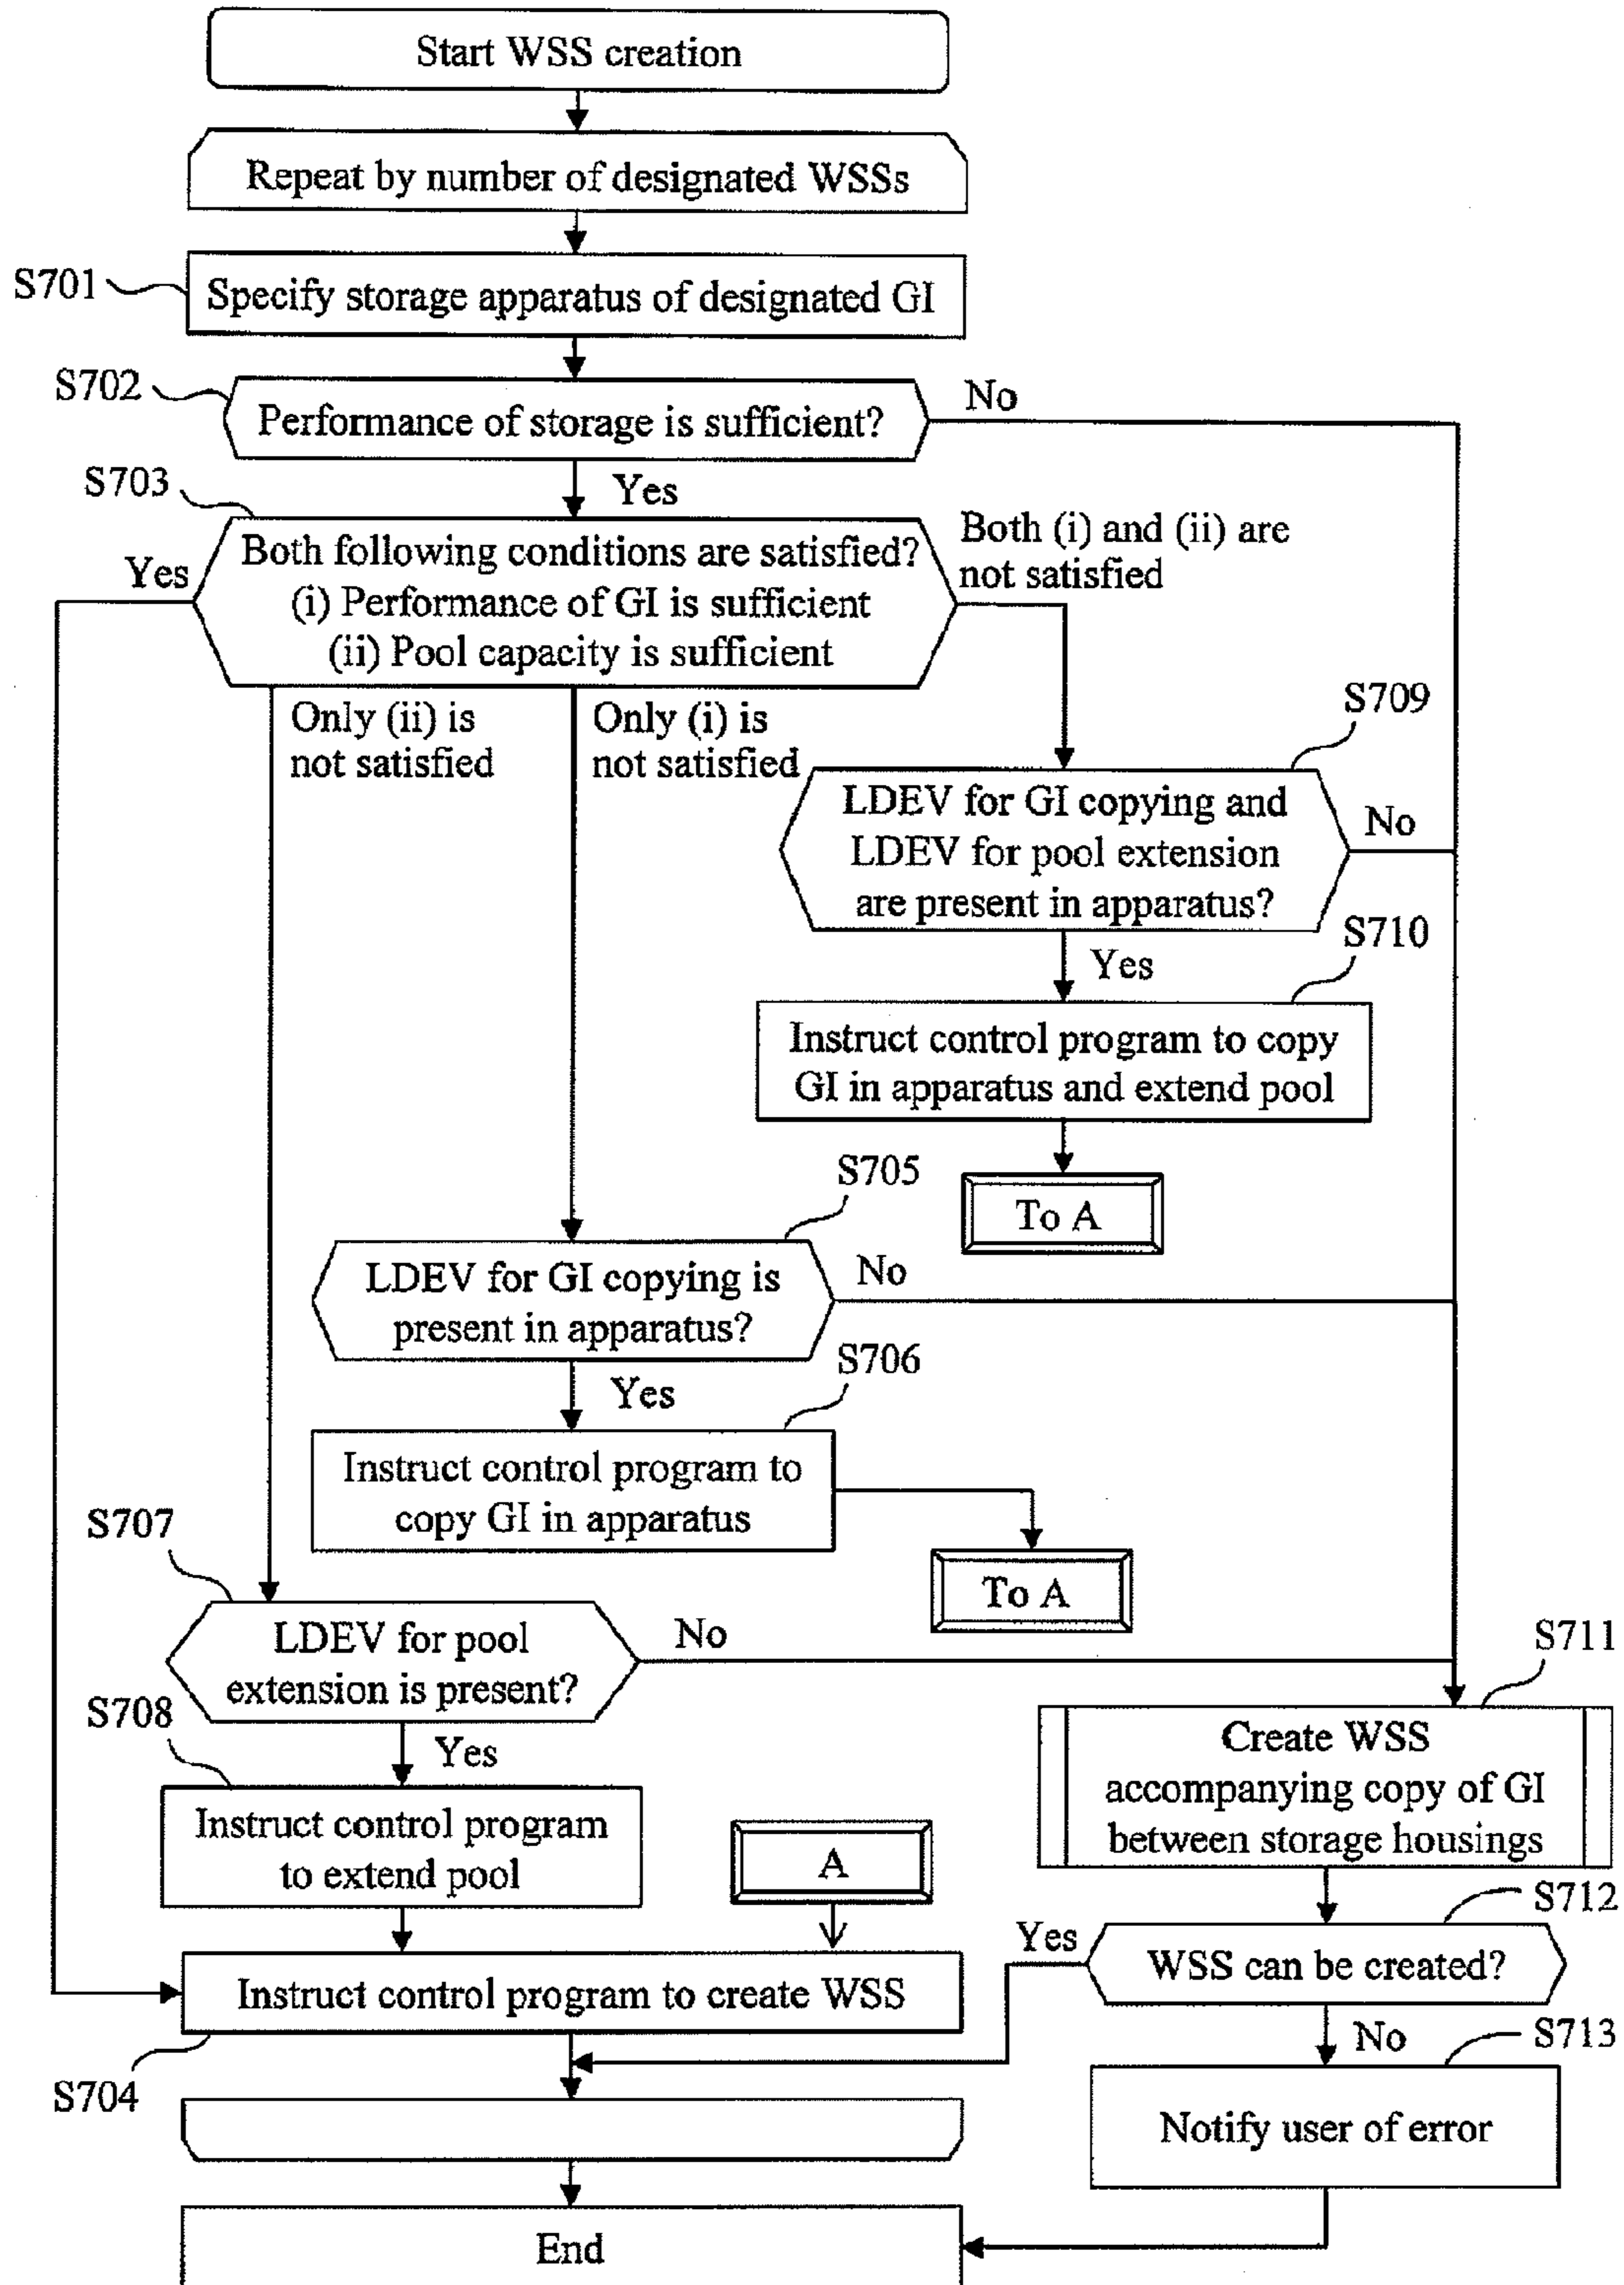 Start WSS creation
Repeat by number of designated WSSs
S701
Specify storage apparatus of designated GI
S702
Performance of storage is sufficient?
No
Yes
S703
Both following conditions are satisfied?
(i) Performance of GI is sufficient
(ii) Pool capacity is sufficient
Yes
Both (i) and (ii) are
not satisfied
Only (ii) is
not satisfied
Only (i) is
not satisfied
S709
LDEV for GI copying and
LDEV for pool extension
are present in apparatus?
No
Yes
S710
Instruct control program to copy
GI in apparatus and extend pool
To A
S705
LDEV for GI copying is
present in apparatus?
No
Yes
S706
Instruct control program to
copy GI in apparatus
To A
S707
LDEV for pool
extension is present?
No
Yes
S708
Instruct control program
to extend pool
A
S711
Create WSS
accompanying copy of GI
between storage housings
S712
WSS can be created?
Yes
No
Instruct control program to create WSS
S704
S713
Notify user of error
End